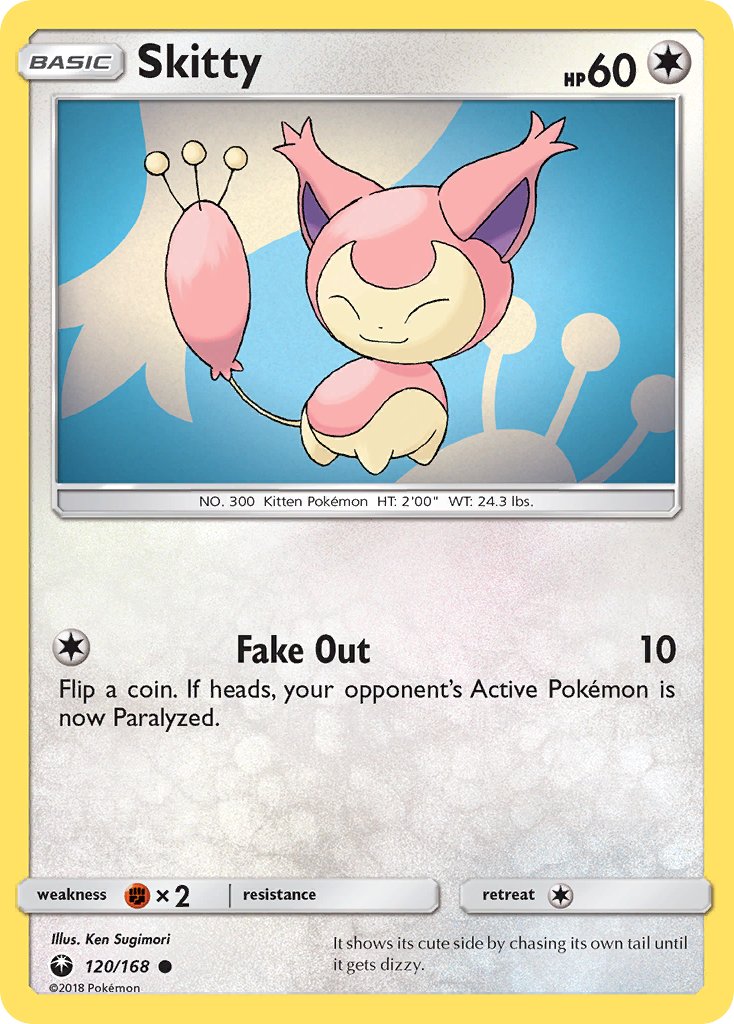 BASIC Skitty HP60
NO. 300 Kitten Pokémon HT: 2'00" WT: 24.3 lbs.
Fake Out 10
Flip a coin. If heads, your opponent's Active Pokémon is
now Paralyzed.
weakness × 2 resistance retreat
Illus. Ken Sugimori
120/168
©2018 Pokémon
It shows its cute side by chasing its own tail until
it gets dizzy.